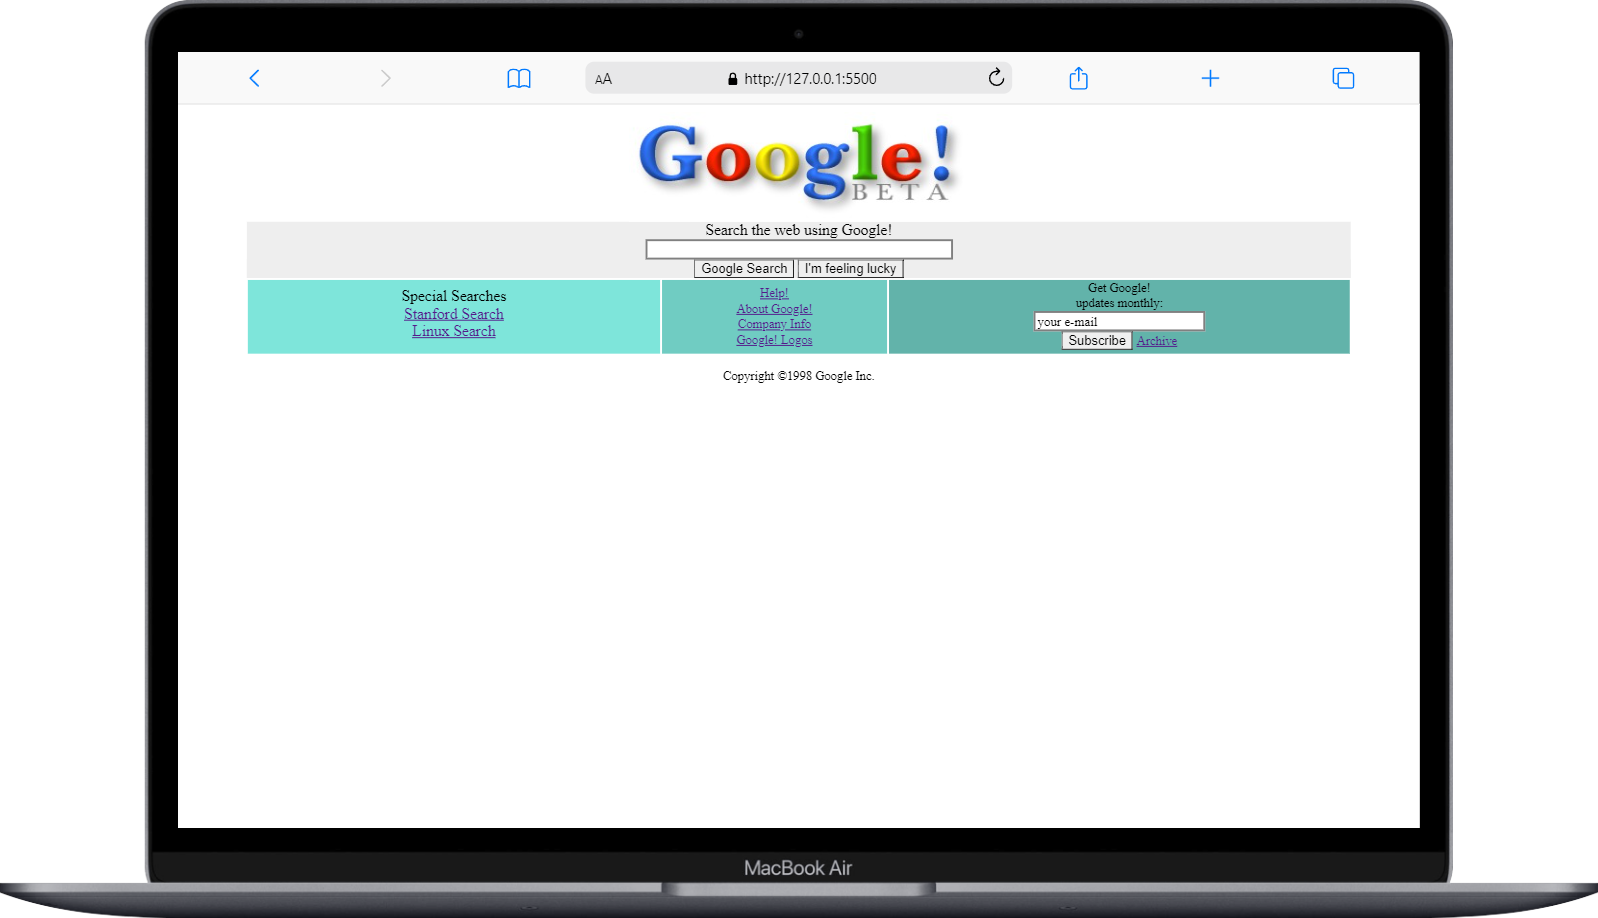 AA http://127.0.0.1:5500
Google!
BETA
Search the web using Google!
Google Search I'm feeling lucky
Special Searches
Stanford Search
Linux Search
Help!
About Google!
Company Info
Google! Logos
Get Google!
updates monthly:
your e-mail
Subscribe Archive
Copyright ©1998 Google Inc.
MacBook Air